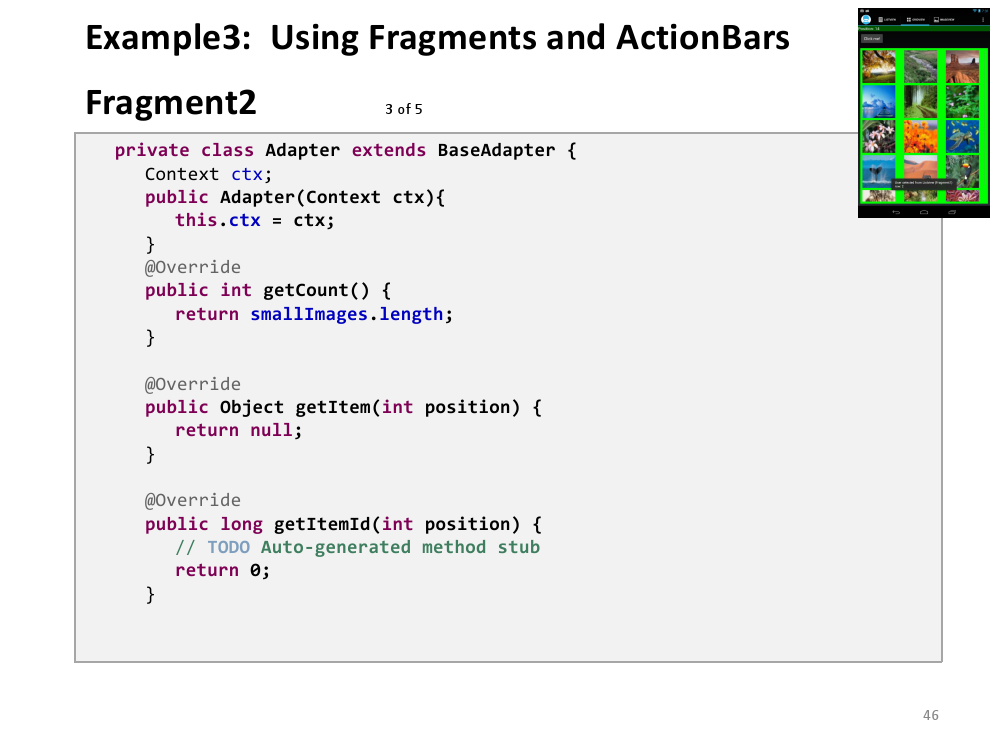 Example3: Using Fragments and ActionBars
Fragment2
3 of 5
private class Adapter extends BaseAdapter {
Context ctx;
public Adapter(Context ctx){
this.ctx = ctx;
}
@Override
public int getCount() {
return smallImages.length;
}
@Override
public Object getItem(int position) {
return null;
}
@Override
public long getItemId(int position) {
// TODO Auto-generated method stub
return 0;
}
46